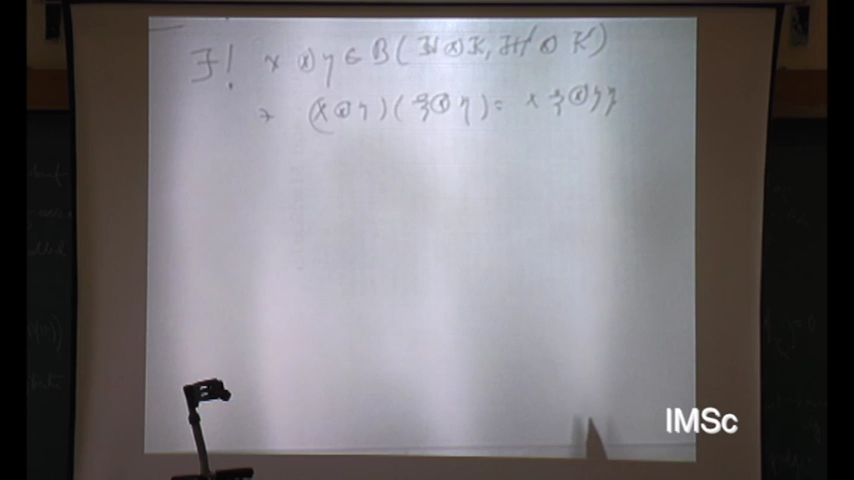 ∃! x ⊗ y ∈ B(H ⊗ K, H' ⊗ K')
∋ (x ⊗ y)(ξ ⊗ η) = xξ ⊗ yη
IMSc